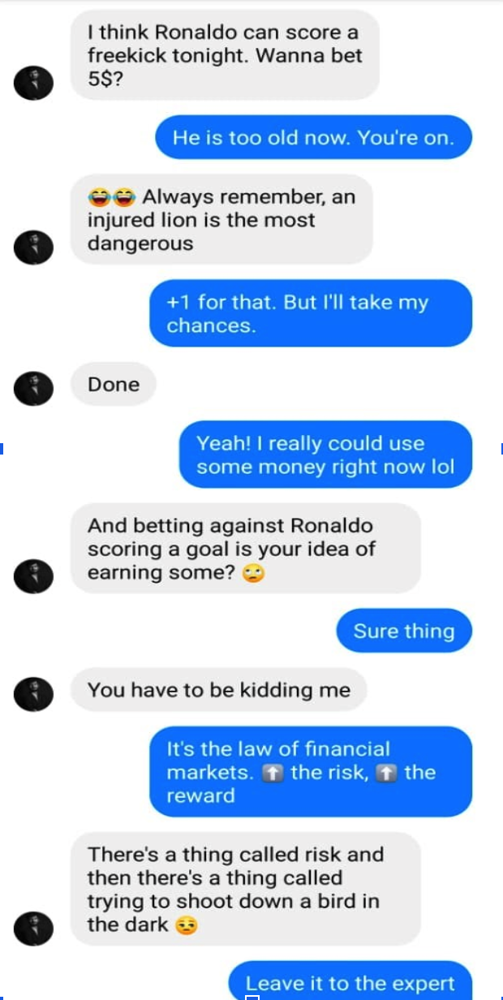 I think Ronaldo can score a
freekick tonight. Wanna bet
5$?
He is too old now. You're on.
😂😂 Always remember, an
injured lion is the most
dangerous
+1 for that. But I'll take my
chances.
Done
Yeah! I really could use
some money right now lol
And betting against Ronaldo
scoring a goal is your idea of
earning some? 🙄
Sure thing
You have to be kidding me
It's the law of financial
markets. ⬆️ the risk, ⬆️ the
reward
There's a thing called risk and
then there's a thing called
trying to shoot down a bird in
the dark 😒
Leave it to the expert